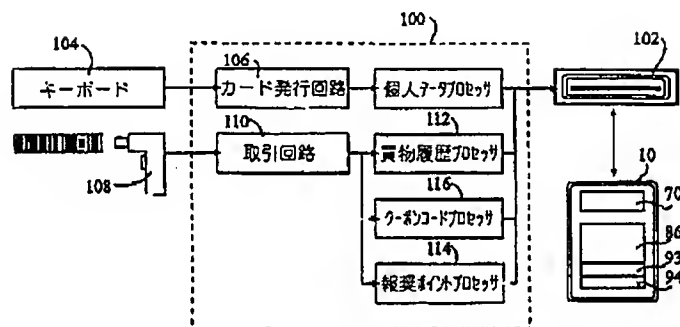 100
104
キーボード
106
カード発行回路
個人データプロセッサ
102
110
取引回路
112
買物履歴プロセッサ
108
116
クーポンコードプロセッサ
10
70
86
114
報奨ポイントプロセッサ
93
94